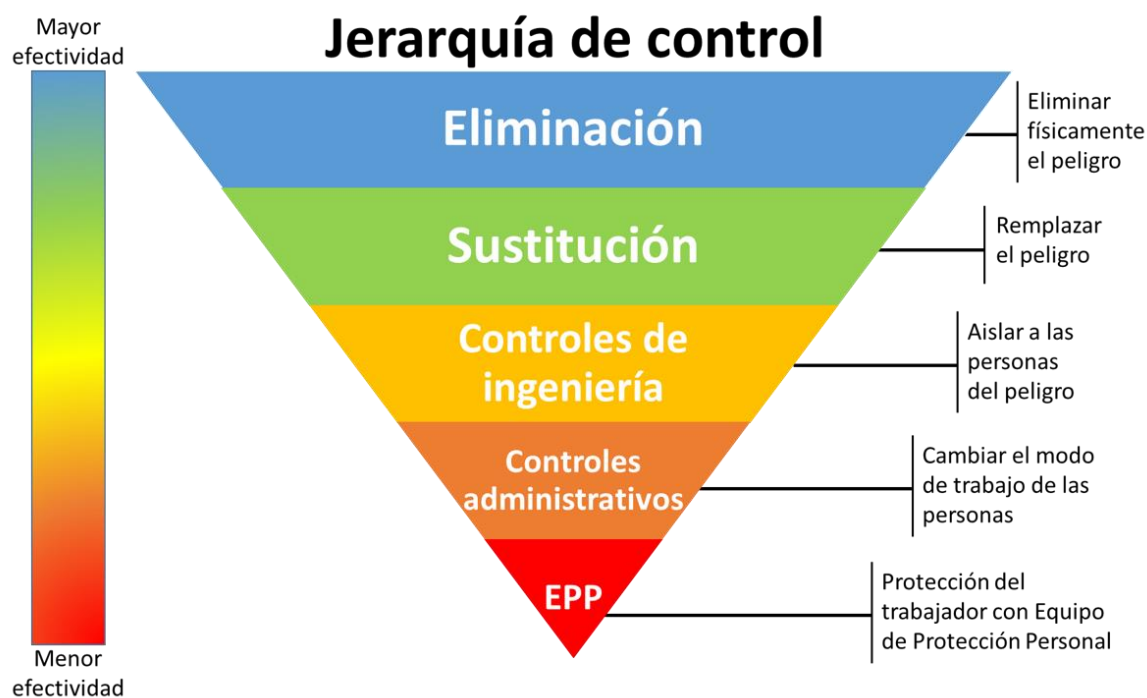 Jerarquía de control
Mayor
efectividad
Eliminación
Eliminar
físicamente
el peligro
Sustitución
Remplazar
el peligro
Controles de
ingeniería
Aislar a las
personas
del peligro
Controles
administrativos
Cambiar el modo
de trabajo de las
personas
EPP
Protección del
trabajador con Equipo
de Protección Personal
Menor
efectividad